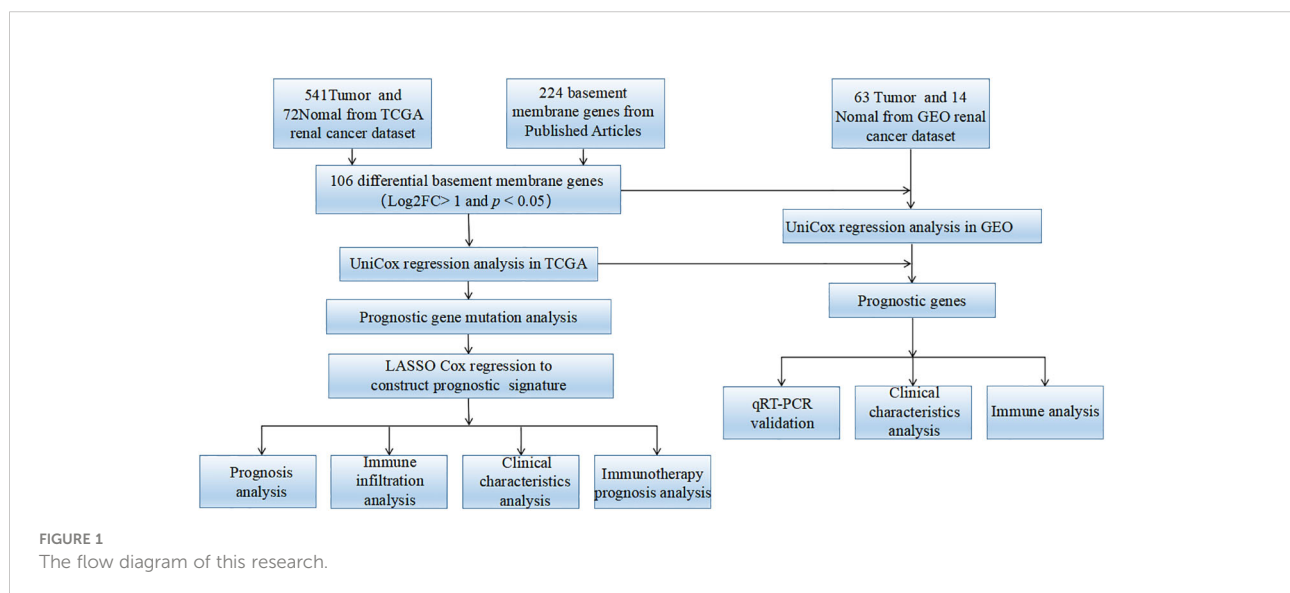 541Tumor and
72Nomal from TCGA
renal cancer dataset
224 basement
membrane genes from
Published Articles
63 Tumor and 14
Nomal from GEO renal
cancer dataset
106 differential basement membrane genes
(Log2FC> 1 and p < 0.05)
UniCox regression analysis in GEO
UniCox regression analysis in TCGA
Prognostic genes
Prognostic gene mutation analysis
LASSO Cox regression to
construct prognostic signature
qRT-PCR
validation
Clinical
characteristics
analysis
Immune analysis
Prognosis
analysis
Immune
infiltration
analysis
Clinical
characteristics
analysis
Immunotherapy
prognosis analysis
FIGURE 1
The flow diagram of this research.